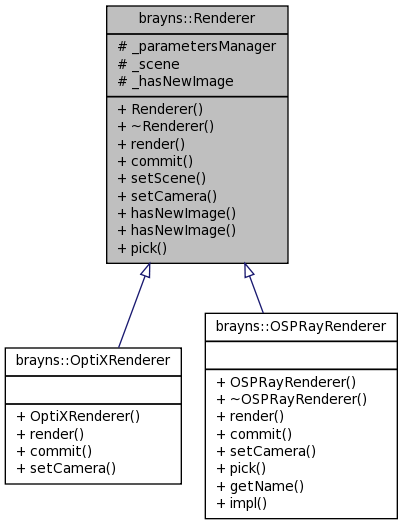 brayns::Renderer
# _parametersManager
# _scene
# _hasNewImage
+ Renderer()
+ ~Renderer()
+ render()
+ commit()
+ setScene()
+ setCamera()
+ hasNewImage()
+ hasNewImage()
+ pick()
brayns::OptiXRenderer
+ OptiXRenderer()
+ render()
+ commit()
+ setCamera()
brayns::OSPRayRenderer
+ OSPRayRenderer()
+ ~OSPRayRenderer()
+ render()
+ commit()
+ setCamera()
+ pick()
+ getName()
+ impl()